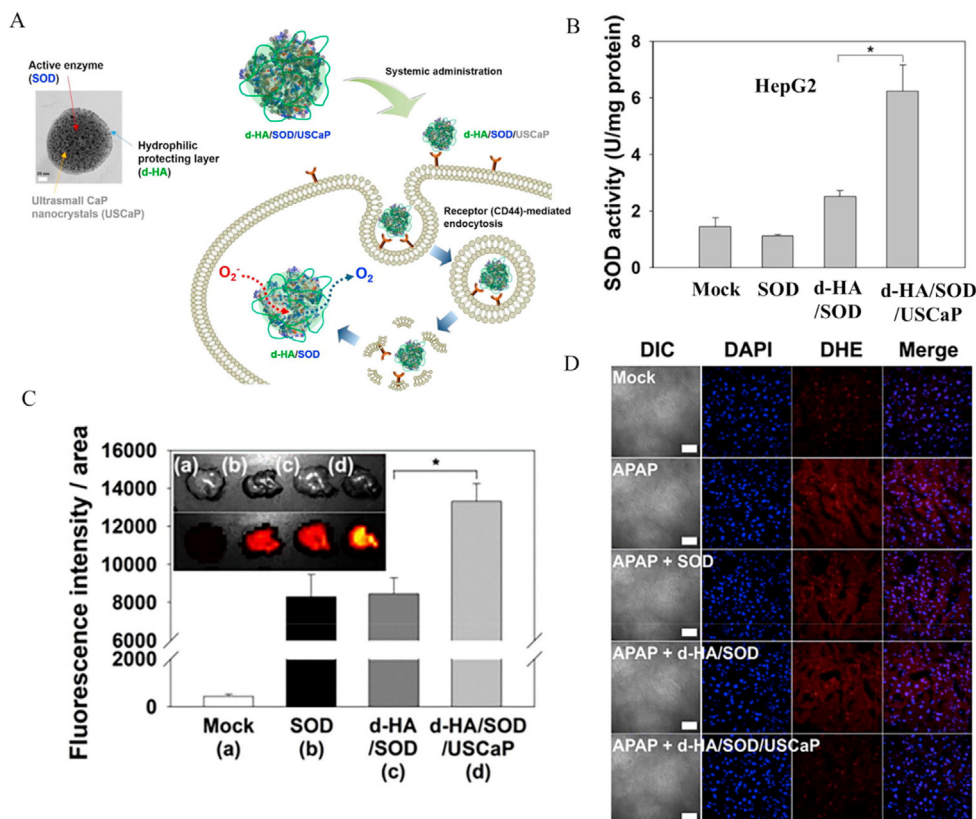 A
Active enzyme
(SOD)
Hydrophilic
protecting layer
(d-HA)
Ultrasmall CaP
nanocrystals (USCaP)
d-HA/SOD/USCaP
Systemic administration
d-HA/SOD/USCaP
Receptor (CD44)-mediated
endocytosis
O₂⁻
O₂
d-HA/SOD
B
SOD activity (U/mg protein)
8
6
4
2
0
HepG2
*
Mock
SOD
d-HA
/SOD
d-HA/SOD
/USCaP
C
Fluorescence intensity / area
16000
14000
12000
10000
8000
6000
2000
0
(a)
(b)
(c)
(d)
*
Mock
(a)
SOD
(b)
d-HA
/SOD
(c)
d-HA/SOD
/USCaP
(d)
D
DIC
DAPI
DHE
Merge
Mock
APAP
APAP + SOD
APAP + d-HA/SOD
APAP + d-HA/SOD/USCaP